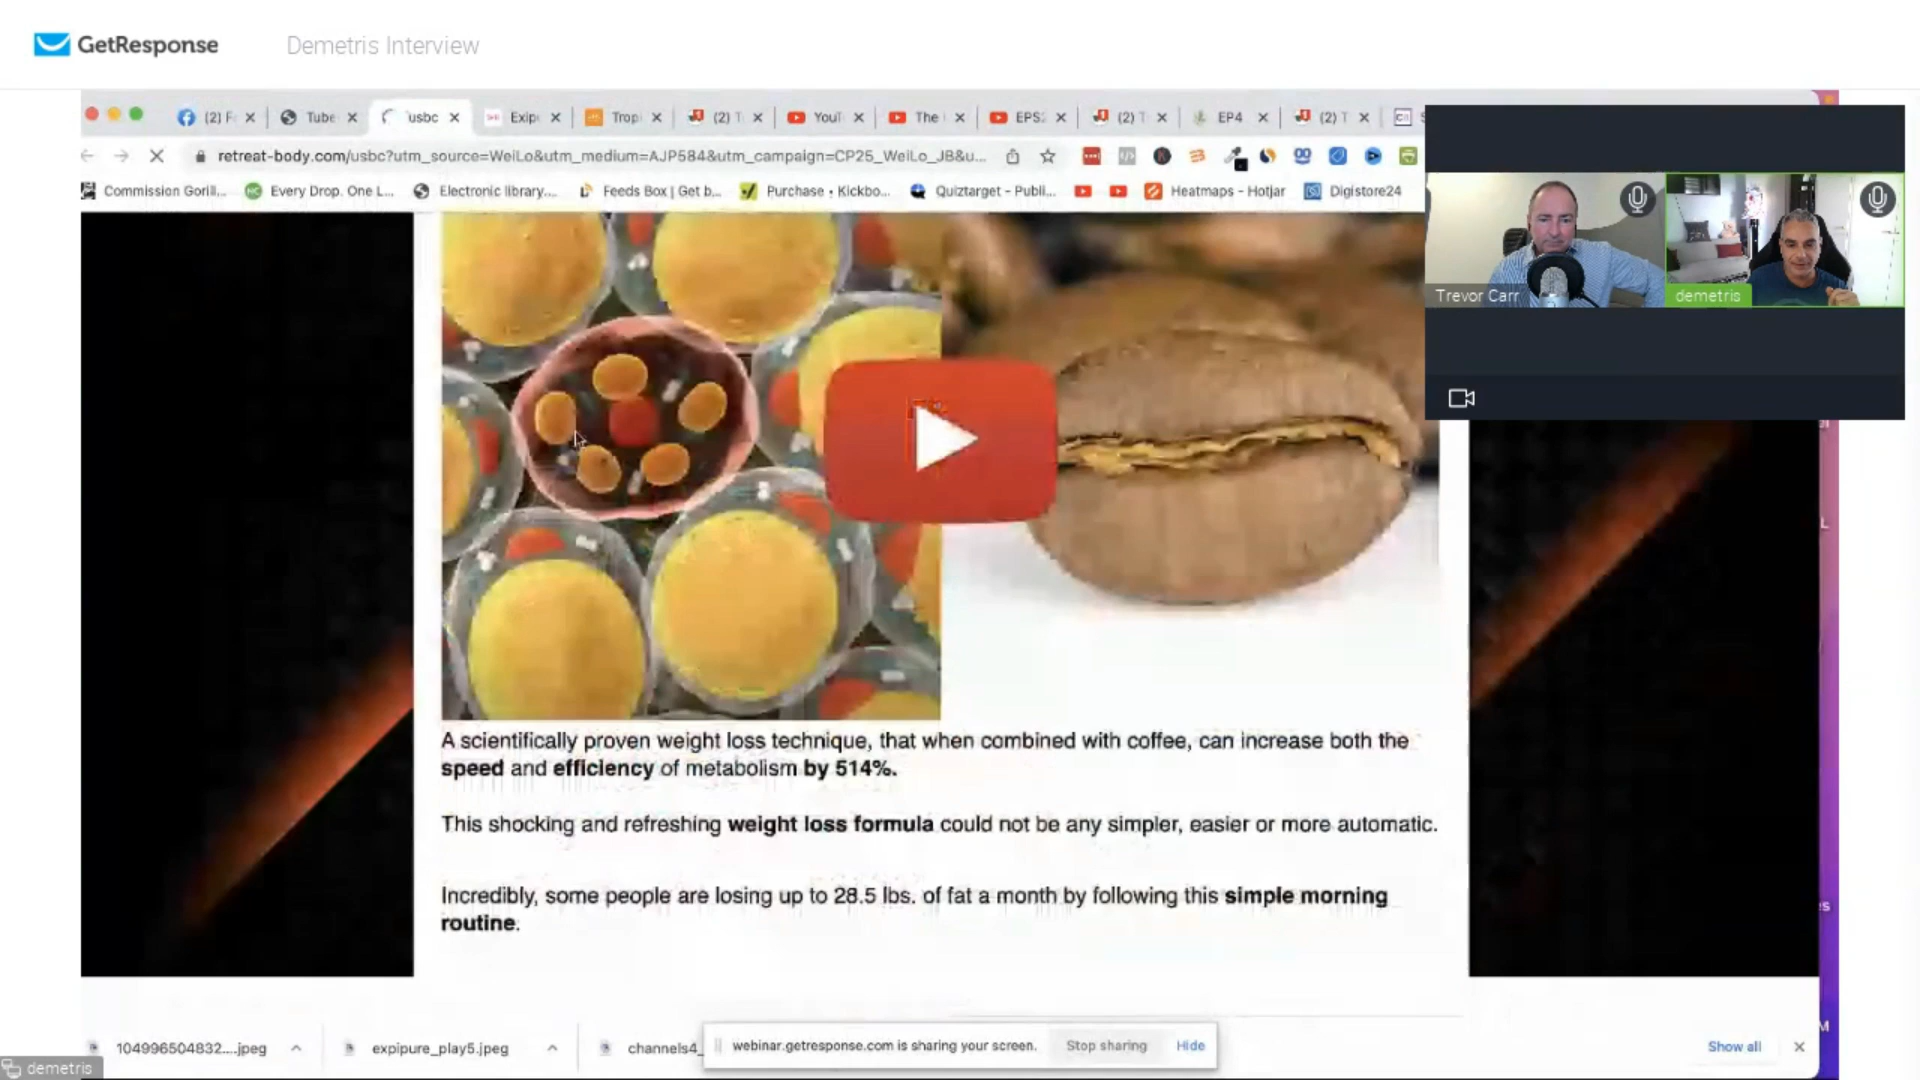 GetResponse
Demetris Interview
(2) F
Tube
usbc
Expi
Trop
(2) T
YouT
The
EPS
(2) T
EP4
(2) T
retreat-body.com/usbc?utm_source=WeiLo&utm_medium=AJP584&utm_campaign=CP25_WeiLo_JB&u...
Commission Goril...
Every Drop. One L...
Electronic library....
Feeds Box | Get b...
Purchase • Kickbo...
Quiztarget - Publi...
Heatmaps - Hotjar
Digistore24
Trevor Carr
demetris
A scientifically proven weight loss technique, that when combined with coffee, can increase both the
speed and efficiency of metabolism by 514%.
This shocking and refreshing weight loss formula could not be any simpler, easier or more automatic.
Incredibly, some people are losing up to 28.5 lbs. of fat a month by following this simple morning
routine.
104996504832....jpeg
expipure_play5.jpeg
channels4_
webinar.getresponse.com is sharing your screen.
Stop sharing
Hide
Show all
demetris